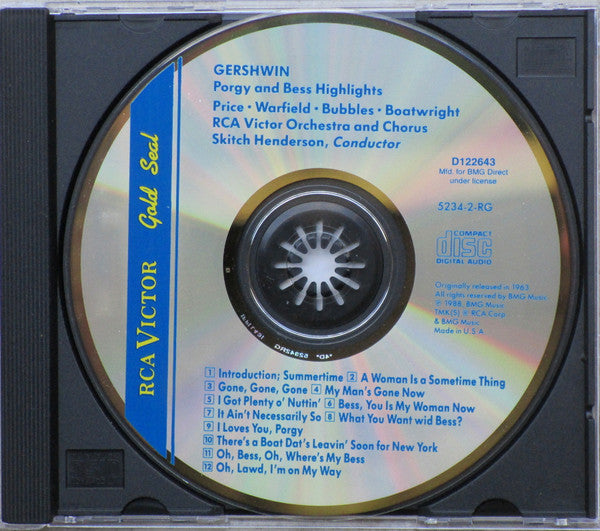 GERSHWIN
Porgy and Bess Highlights
Price • Warfield • Bubbles • Boatwright
RCA Victor Orchestra and Chorus
Skitch Henderson, Conductor
D122643
Mfd. for BMG Direct
under license
5234-2-RG
COMPACT
disc
DIGITAL AUDIO
Originally released in 1963
All rights reserved by BMG Music
℗ 1988, BMG Music
TMK(S) ® RCA Corp
& BMG Music
Made in U.S.A
RCA VICTOR Gold Seal
1 Introduction; Summertime 2 A Woman Is a Sometime Thing
3 Gone, Gone, Gone 4 My Man's Gone Now
5 I Got Plenty o' Nuttin' 6 Bess, You Is My Woman Now
7 It Ain't Necessarily So 8 What You Want wid Bess?
9 I Loves You, Porgy
10 There's a Boat Dat's Leavin' Soon for New York
11 Oh, Bess, Oh, Where's My Bess
12 Oh, Lawd, I'm on My Way